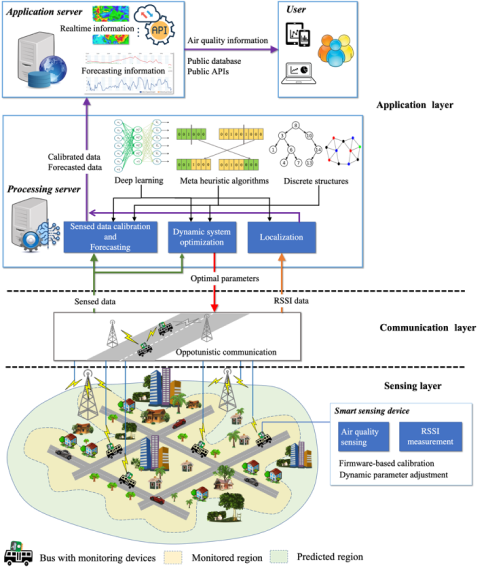 Application server
User
Realtime information
API
Air quality information
Forecasting information
Public database
Public APIs
Application layer
Calibrated data
Forecasted data
Processing server
Deep learning
Meta heuristic algorithms
Discrete structures
Sensed data calibration
and
Forecasting
Dynamic system
optimization
Localization
Optimal parameters
Sensed data
RSSI data
Communication layer
Oppotunistic communication
Sensing layer
Smart sensing device
Air quality
sensing
RSSI
measurement
Firmware-based calibration
Dynamic parameter adjustment
Bus with monitoring devices
Monitored region
Predicted region